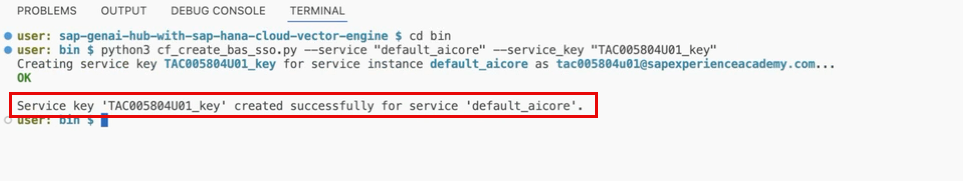 PROBLEMS OUTPUT DEBUG CONSOLE TERMINAL
user: sap-genai-hub-with-sap-hana-cloud-vector-engine $ cd bin
user: bin $ python3 cf_create_bas_sso.py --service "default_aicore" --service_key "TAC005804U01_key"
Creating service key TAC005804U01_key for service instance default_aicore as tac005804u01@sapexperienceacademy.com...
OK
Service key 'TAC005804U01_key' created successfully for service 'default_aicore'.
user: bin $